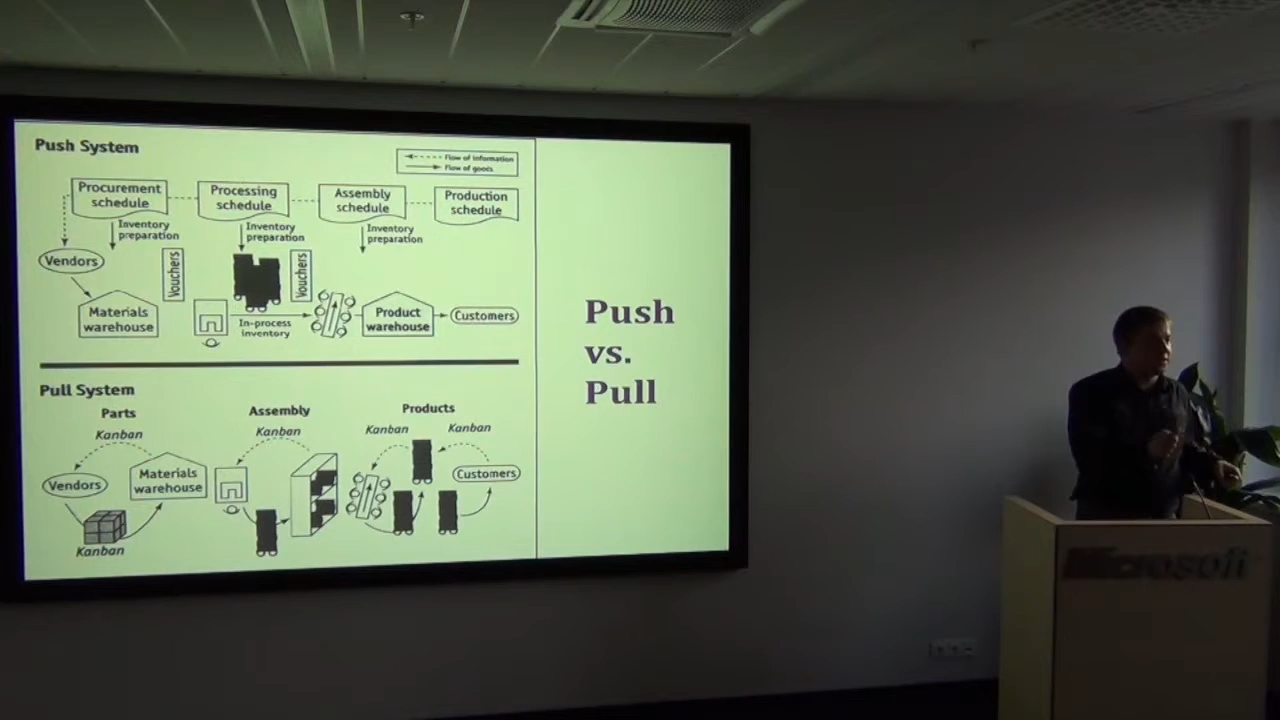 Push System
Flow of information
Flow of goods
Procurement
schedule
Processing
schedule
Assembly
schedule
Production
schedule
Inventory
preparation
Inventory
preparation
Inventory
preparation
Vendors
Vouchers
Vouchers
Materials
warehouse
In-process
inventory
Product
warehouse
Customers
Pull System
Parts
Assembly
Products
Kanban
Kanban
Kanban
Kanban
Vendors
Materials
warehouse
Customers
Kanban
Push
vs.
Pull
Microsoft